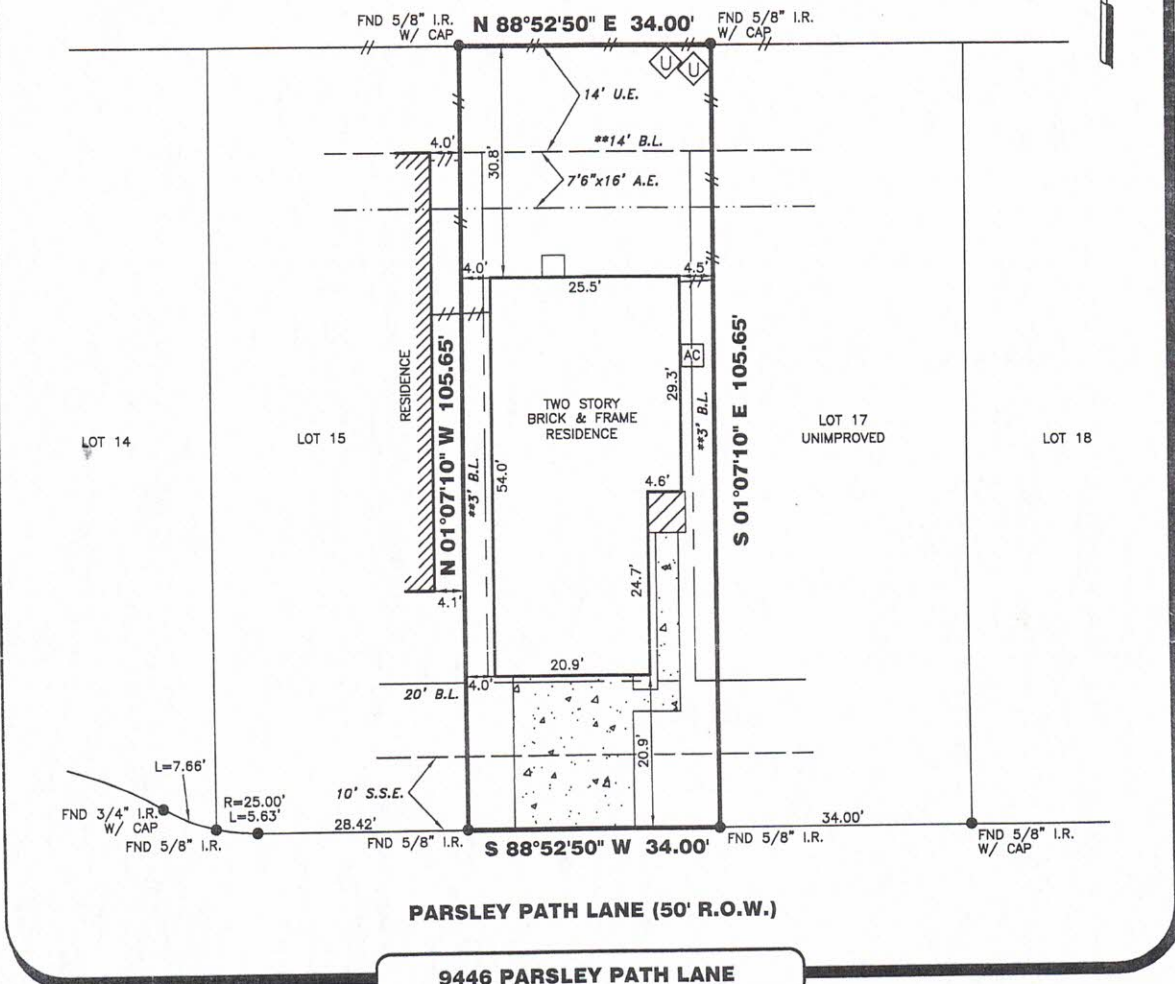 FND 5/8" I.R.
W/ CAP
N 88°52'50" E 34.00'
FND 5/8" I.R.
W/ CAP
U
U
14' U.E.
**14' B.L.
4.0'
30.8'
7'6"x16' A.E.
4.0'
4.5'
25.5'
RESIDENCE
N 01°07'10" W 105.65'
**3' B.L.
54.0'
TWO STORY
BRICK & FRAME
RESIDENCE
29.3'
AC
**3' B.L.
S 01°07'10" E 105.65'
LOT 14
LOT 15
LOT 17
UNIMPROVED
LOT 18
4.6'
24.7'
4.1'
20.9'
4.0'
20' B.L.
20.9'
10' S.S.E.
L=7.66'
FND 3/4" I.R.
W/ CAP
FND 5/8" I.R.
R=25.00'
L=5.63'
28.42'
FND 5/8" I.R.
S 88°52'50" W 34.00'
FND 5/8" I.R.
34.00'
FND 5/8" I.R.
W/ CAP
PARSLEY PATH LANE (50' R.O.W.)
9446 PARSLEY PATH LANE